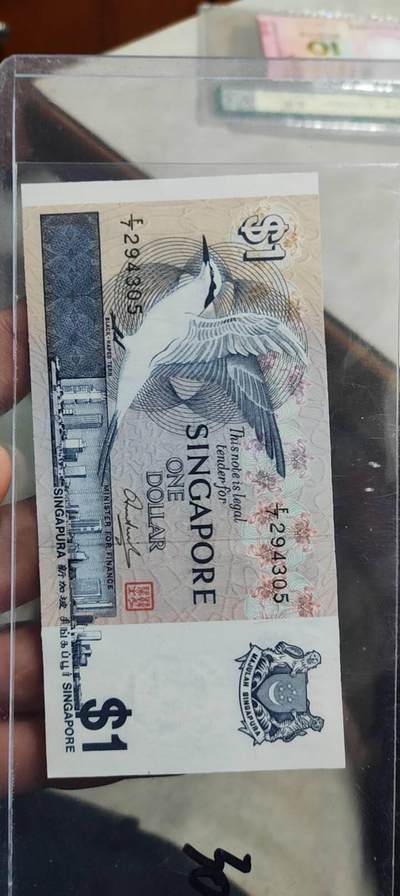 $1
F/7 294305
BLACK-NAPED TERN
This note is legal
tender for
SINGAPORE
ONE
DOLLAR
MINISTER FOR FINANCE
F/7 294305
MAJULAH SINGAPURA
SINGAPURA 新加坡 சிங்கப்பூர் SINGAPORE
$1
10
30